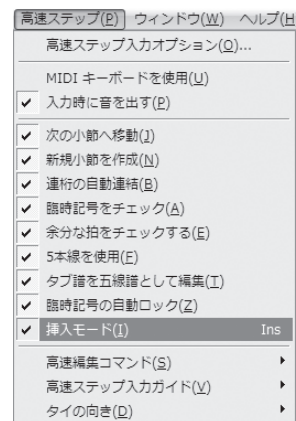 高速ステップ(P) ウィンドウ(W) ヘルプ(H
高速ステップ入力オプション(O)...
MIDI キーボードを使用(U)
入力時に音を出す(P)
次の小節へ移動(J)
新規小節を作成(N)
連桁の自動連結(B)
臨時記号をチェック(A)
余分な拍をチェックする(E)
5本線を使用(F)
タブ譜を五線譜として編集(T)
臨時記号の自動ロック(Z)
挿入モード(I) Ins
高速編集コマンド(S)
高速ステップ入力ガイド(V)
タイの向き(D)